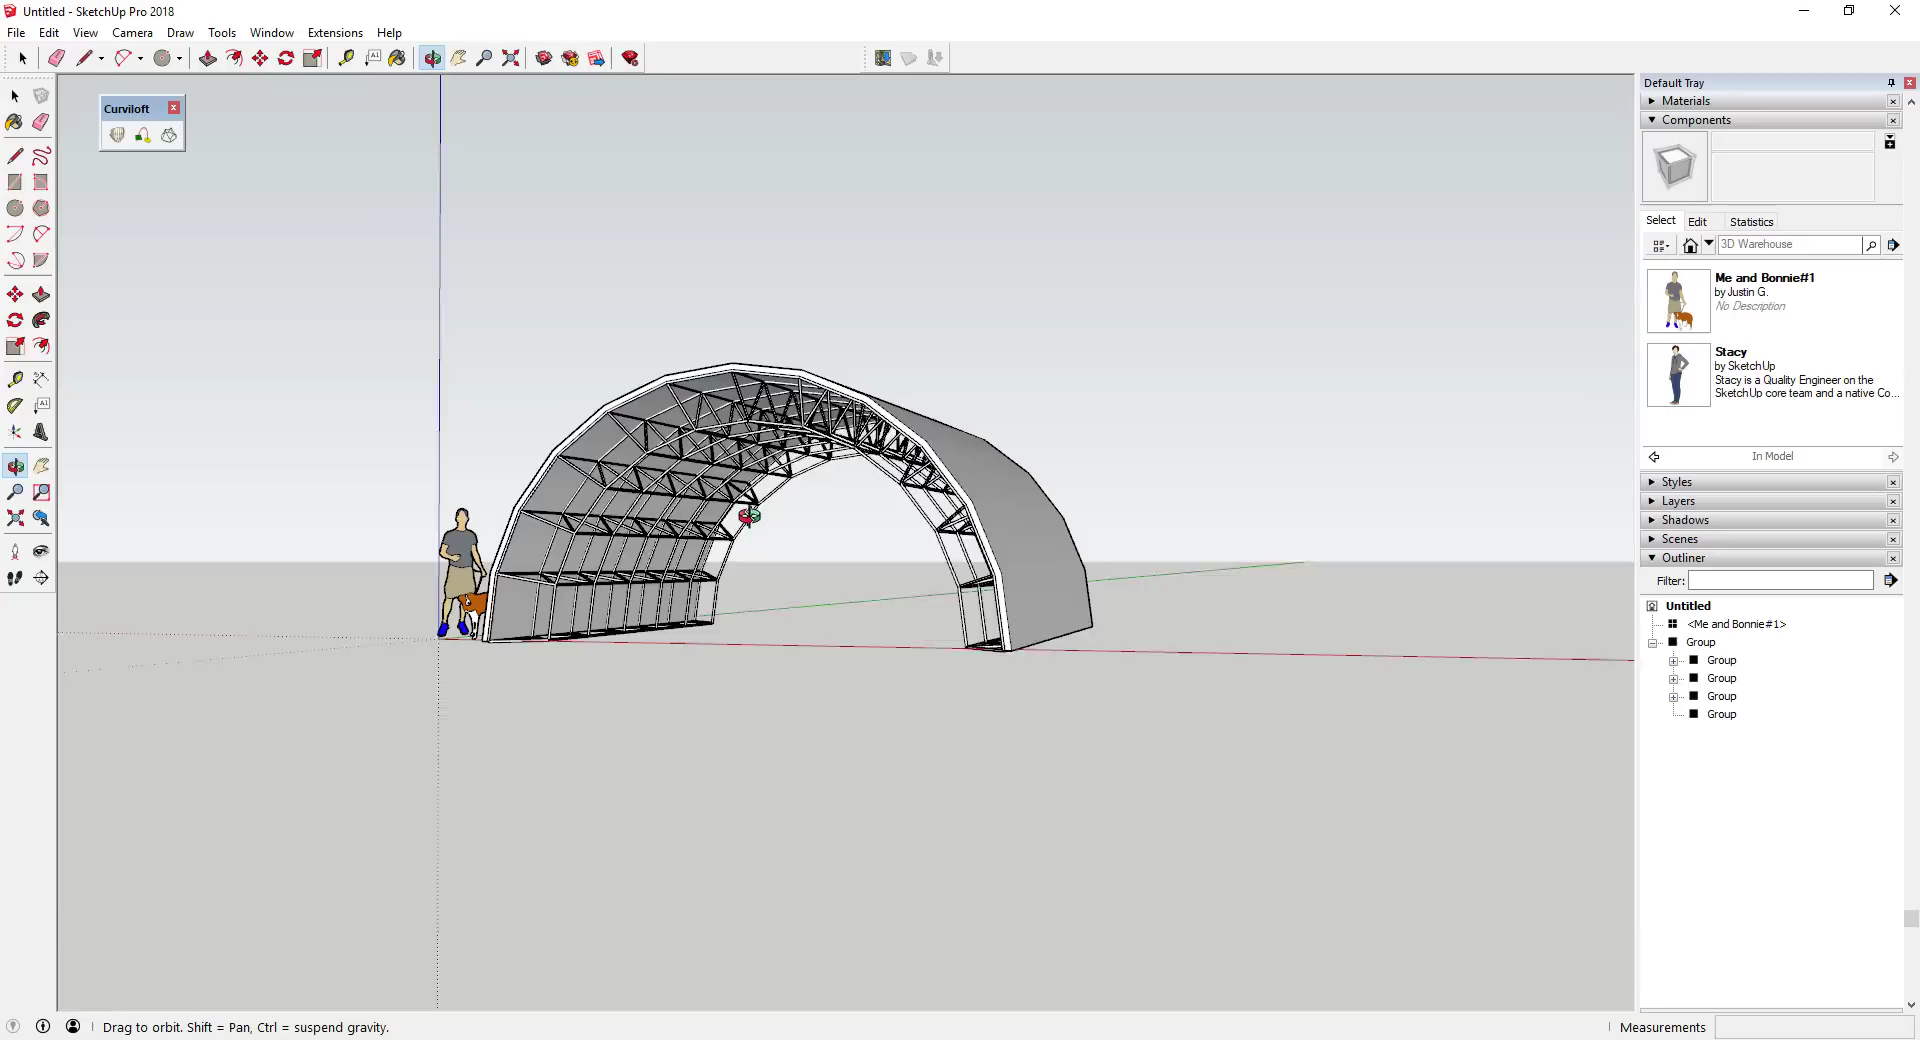 Untitled - SketchUp Pro 2018
File Edit View Camera Draw Tools Window Extensions Help
A1
Curviloft
A1
Default Tray
Materials
Components
Select Edit Statistics
3D Warehouse
Me and Bonnie#1
by Justin G.
No Description
Stacy
by SketchUp
Stacy is a Quality Engineer on the
SketchUp core team and a native Co...
In Model
Styles
Layers
Shadows
Scenes
Outliner
Filter:
Untitled
<Me and Bonnie#1>
Group
Group
Group
Group
Group
Drag to orbit. Shift = Pan, Ctrl = suspend gravity.
Measurements